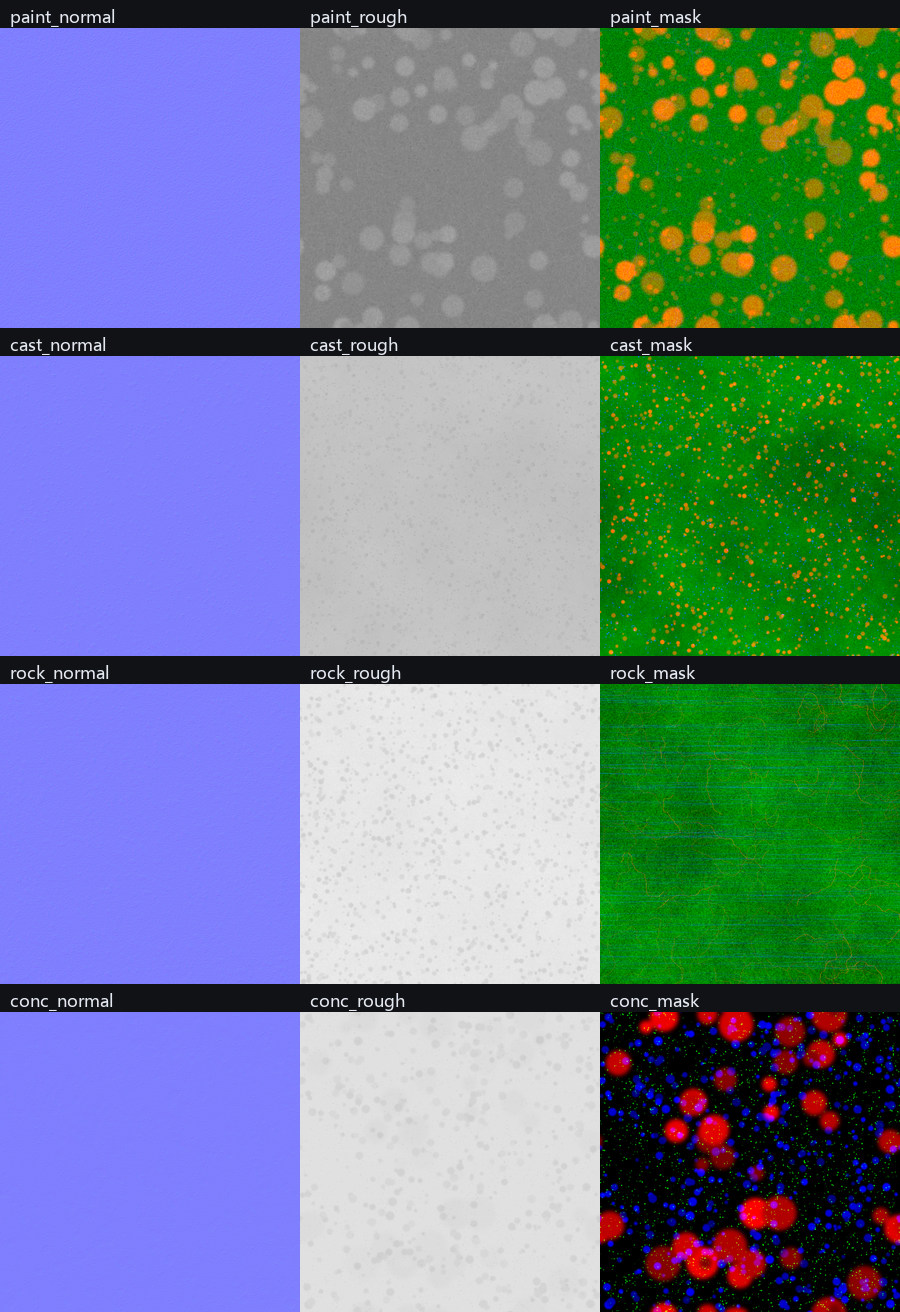 paint_normal paint_rough paint_mask
cast_normal cast_rough cast_mask
rock_normal rock_rough rock_mask
conc_normal conc_rough conc_mask